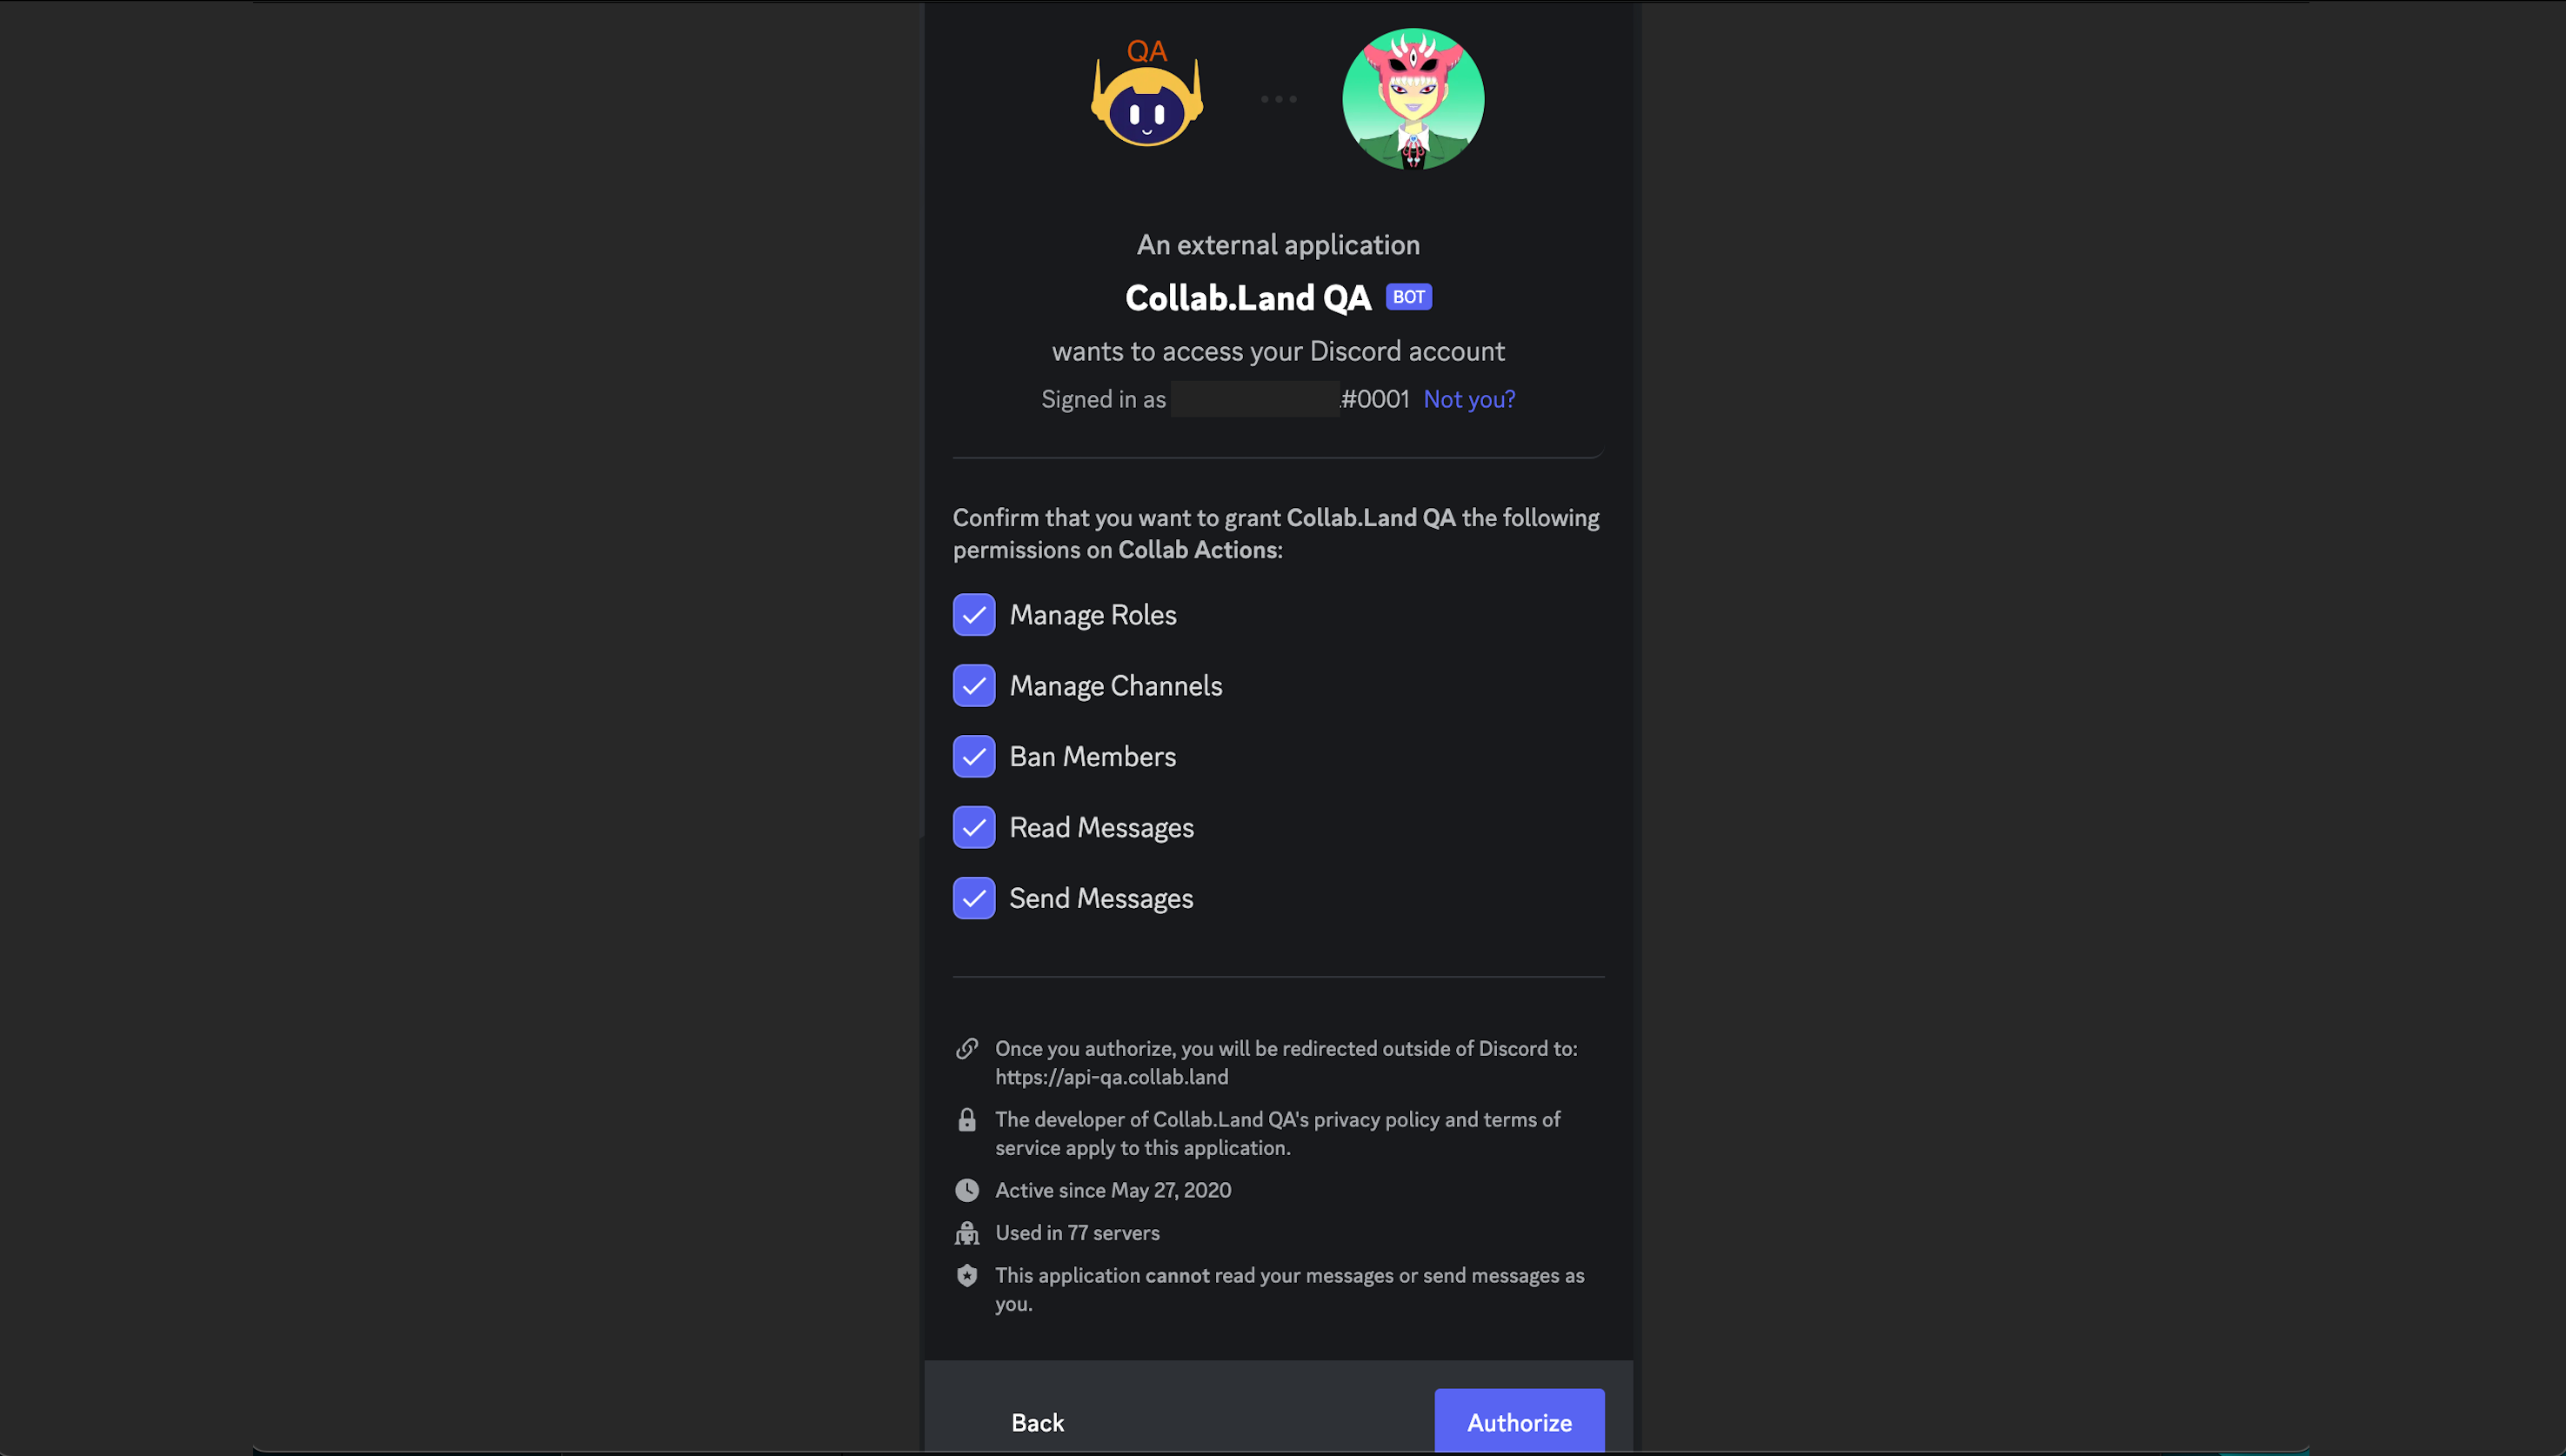 QA
An external application
Collab.Land QA BOT
wants to access your Discord account
Signed in as .#0001 Not you?
Confirm that you want to grant Collab.Land QA the following
permissions on Collab Actions:
Manage Roles
Manage Channels
Ban Members
Read Messages
Send Messages
Once you authorize, you will be redirected outside of Discord to:
https://api-qa.collab.land
The developer of Collab.Land QA's privacy policy and terms of
service apply to this application.
Active since May 27, 2020
Used in 77 servers
This application cannot read your messages or send messages as
you.
Back
Authorize